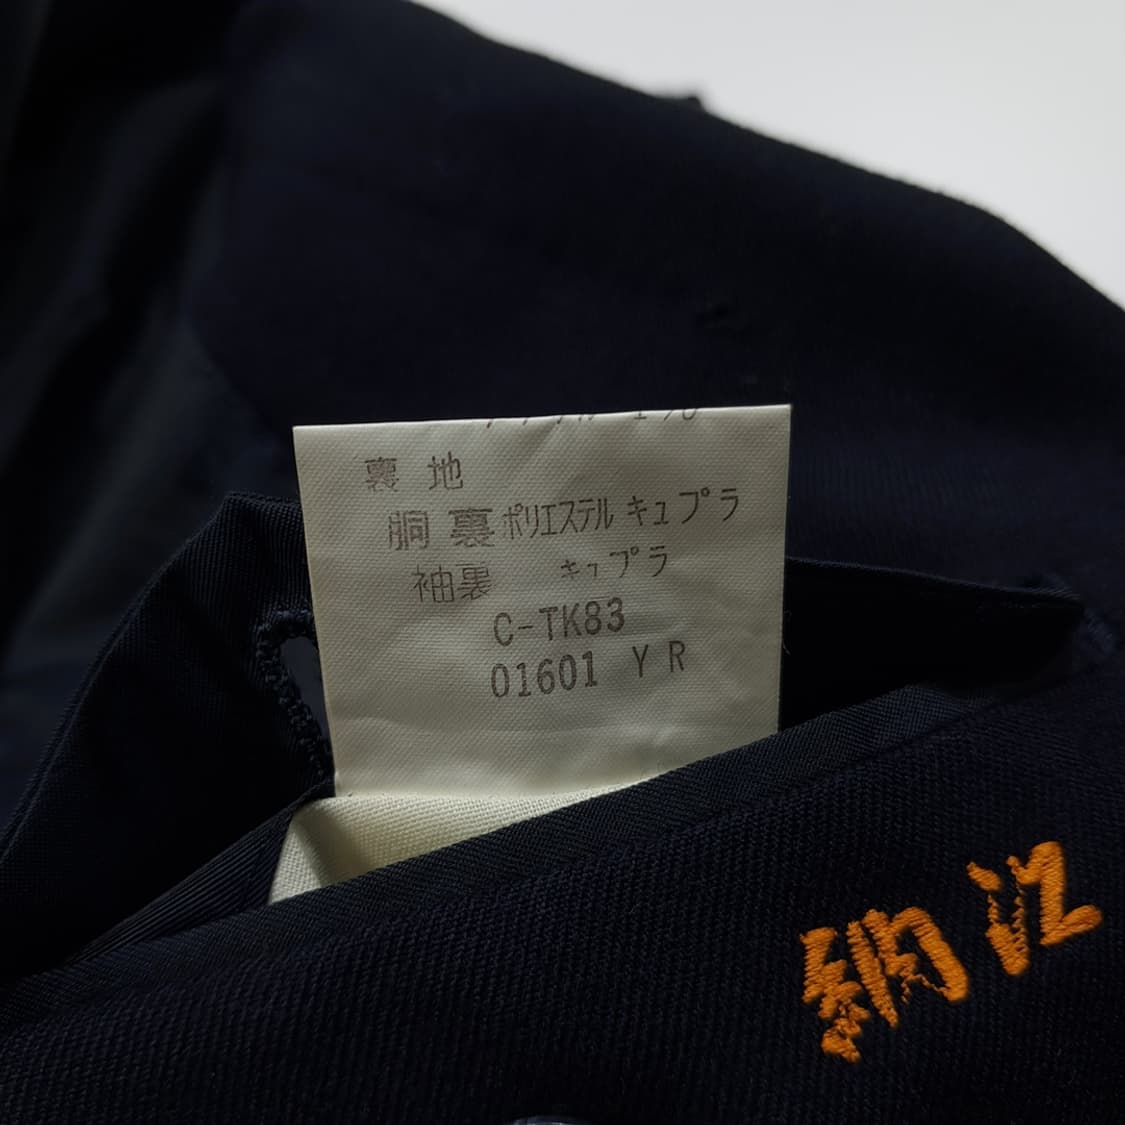 裏 地
胴 裏 ポリエステル キュプラ
袖裏 キュプラ
C-TK83
01601 Y R
納江